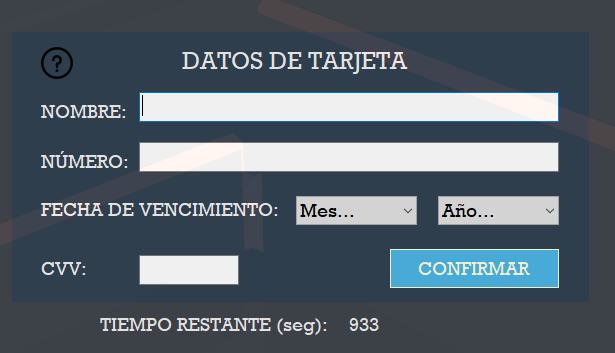 ?
DATOS DE TARJETA
NOMBRE:
NÚMERO:
FECHA DE VENCIMIENTO: Mes... Año...
CVV: CONFIRMAR
TIEMPO RESTANTE (seg): 933